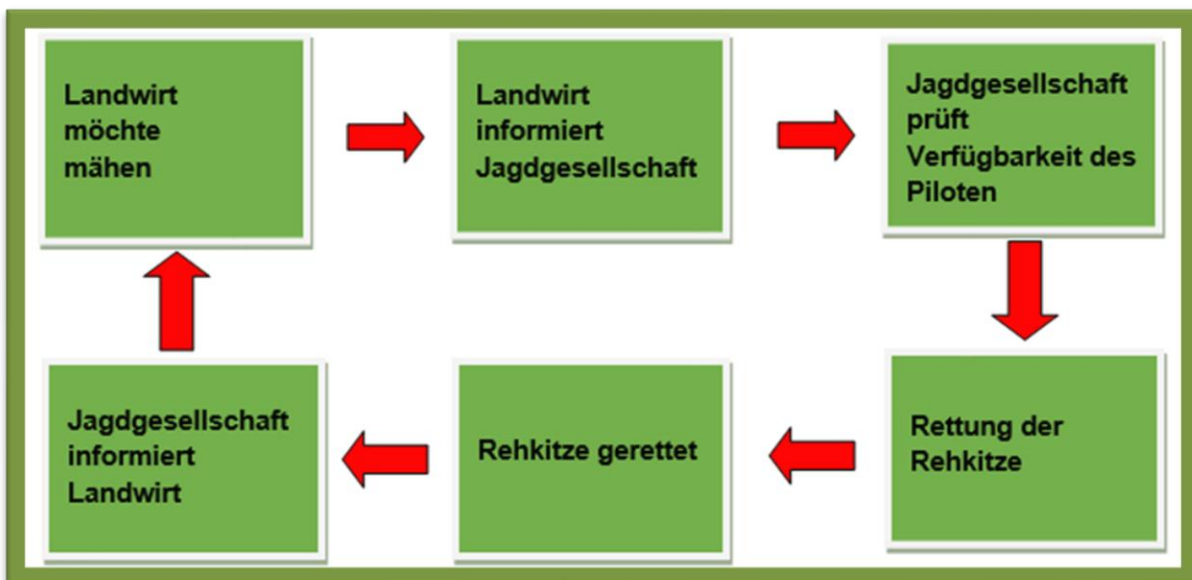 Landwirt
möchte
mähen
Landwirt
informiert
Jagdgesellschaft
Jagdgesellschaft
prüft
Verfügbarkeit des
Piloten
Rettung der
Rehkitze
Rehkitze gerettet
Jagdgesellschaft
informiert
Landwirt